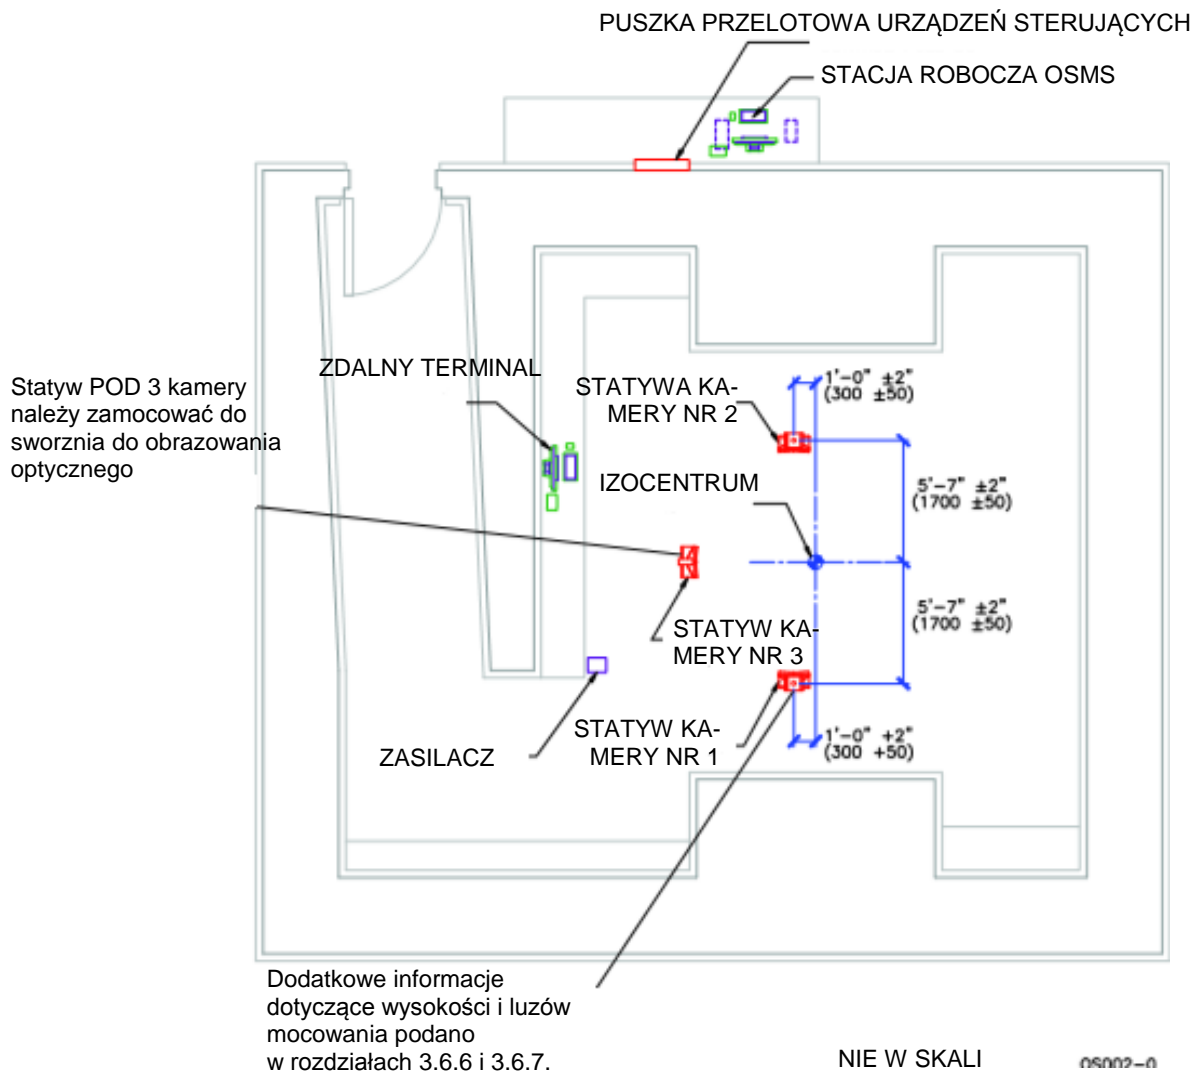 PUSZKA PRZELOTOWA URZĄDZEŃ STERUJĄCYCH
STACJA ROBOCZA OSMS
ZDALNY TERMINAL
Statyw POD 3 kamery
należy zamocować do
sworznia do obrazowania
optycznego
STATYWA KA-
MERY NR 2
1'-0" ±2"
(300 ±50)
IZOCENTRUM
5'-7" ±2"
(1700 ±50)
5'-7" ±2"
(1700 ±50)
STATYW KA-
MERY NR 3
STATYW KA-
MERY NR 1
1'-0" +2"
(300 +50)
ZASILACZ
Dodatkowe informacje
dotyczące wysokości i luzów
mocowania podano
w rozdziałach 3.6.6 i 3.6.7.
NIE W SKALI
OS002-0